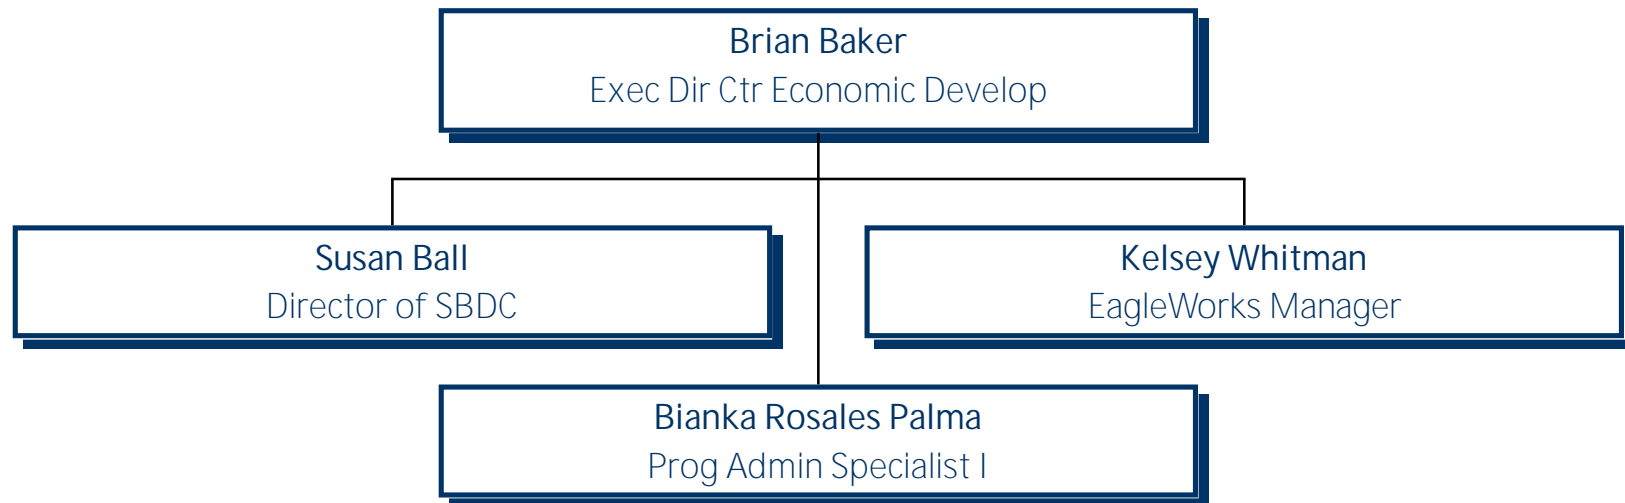 Brian Baker
Exec Dir Ctr Economic Develop
Susan Ball
Director of SBDC
Kelsey Whitman
EagleWorks Manager
Bianka Rosales Palma
Prog Admin Specialist I